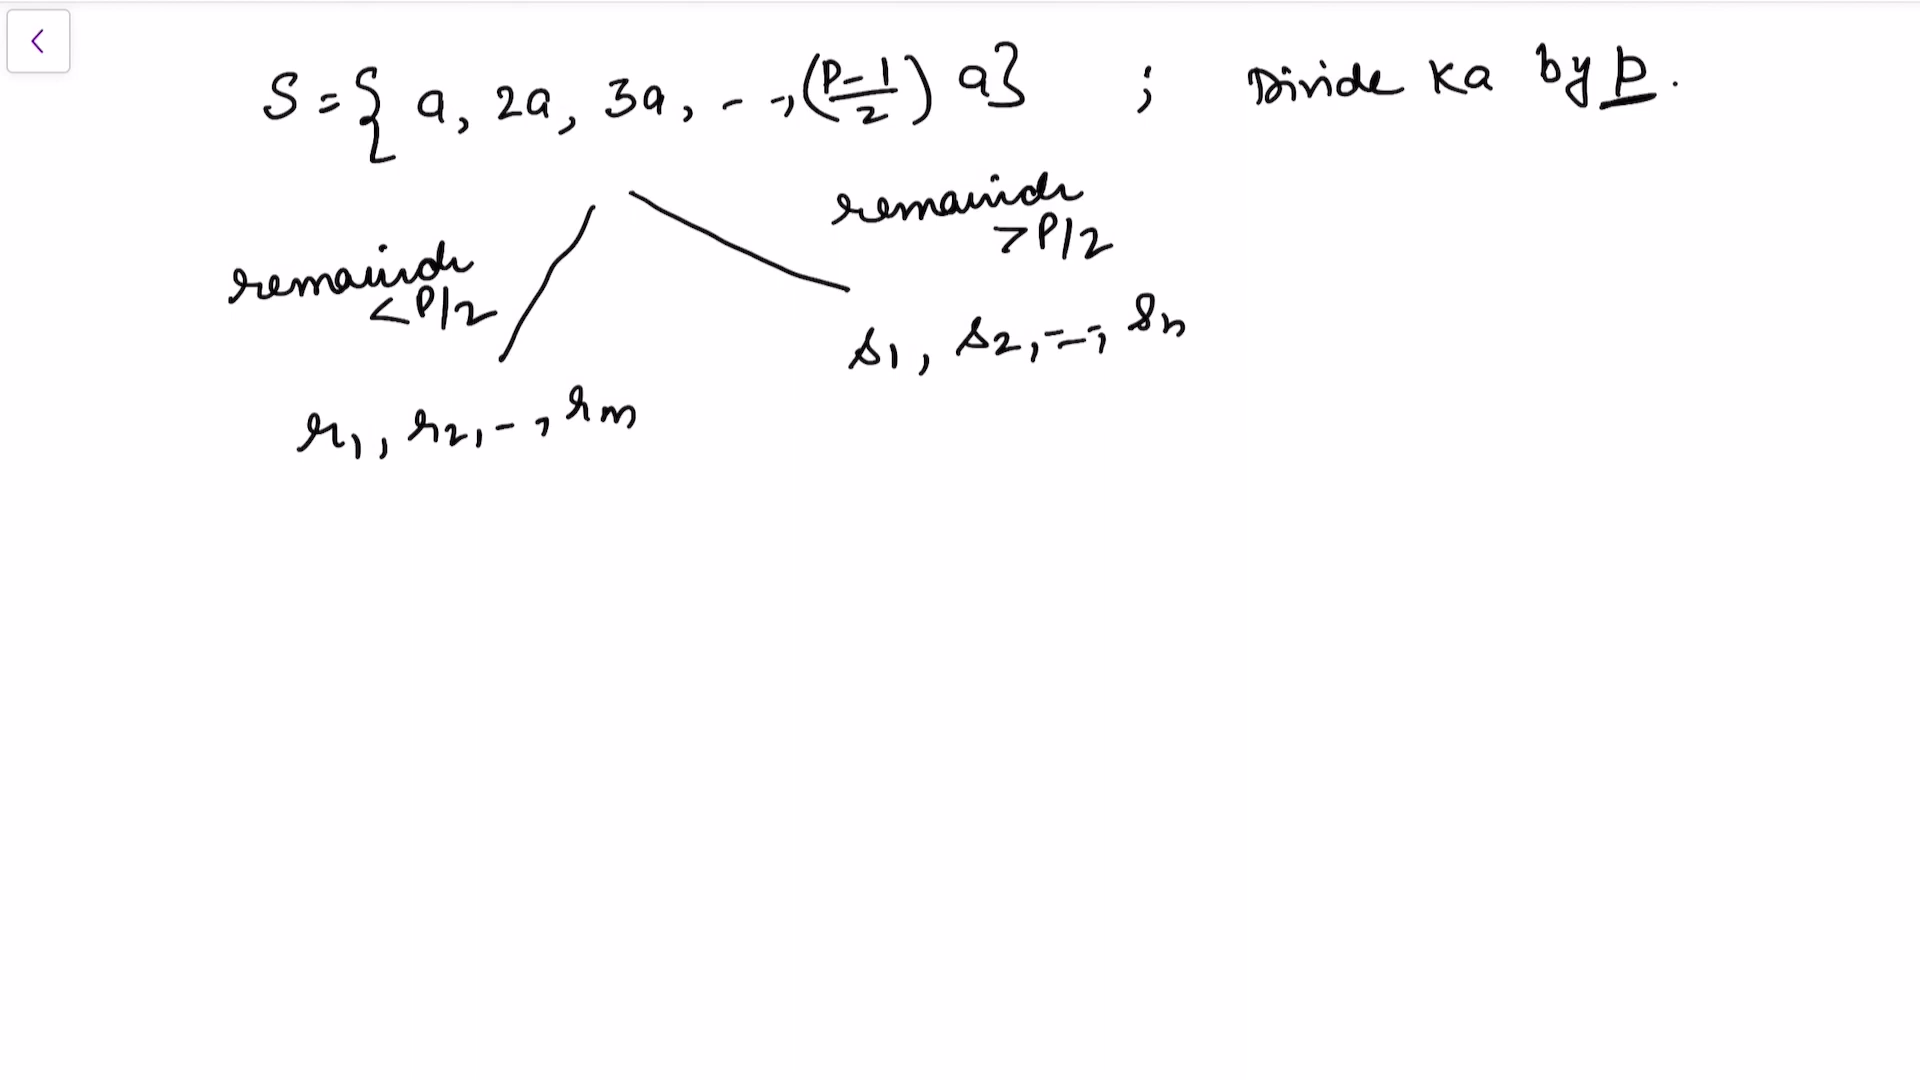 S = { a, 2a, 3a, - -, (P-1/2) a} ; Divide Ka by p.
remainder
> P/2
remainder
< P/2
s1, s2, - -, sn
r1, r2, - , rm